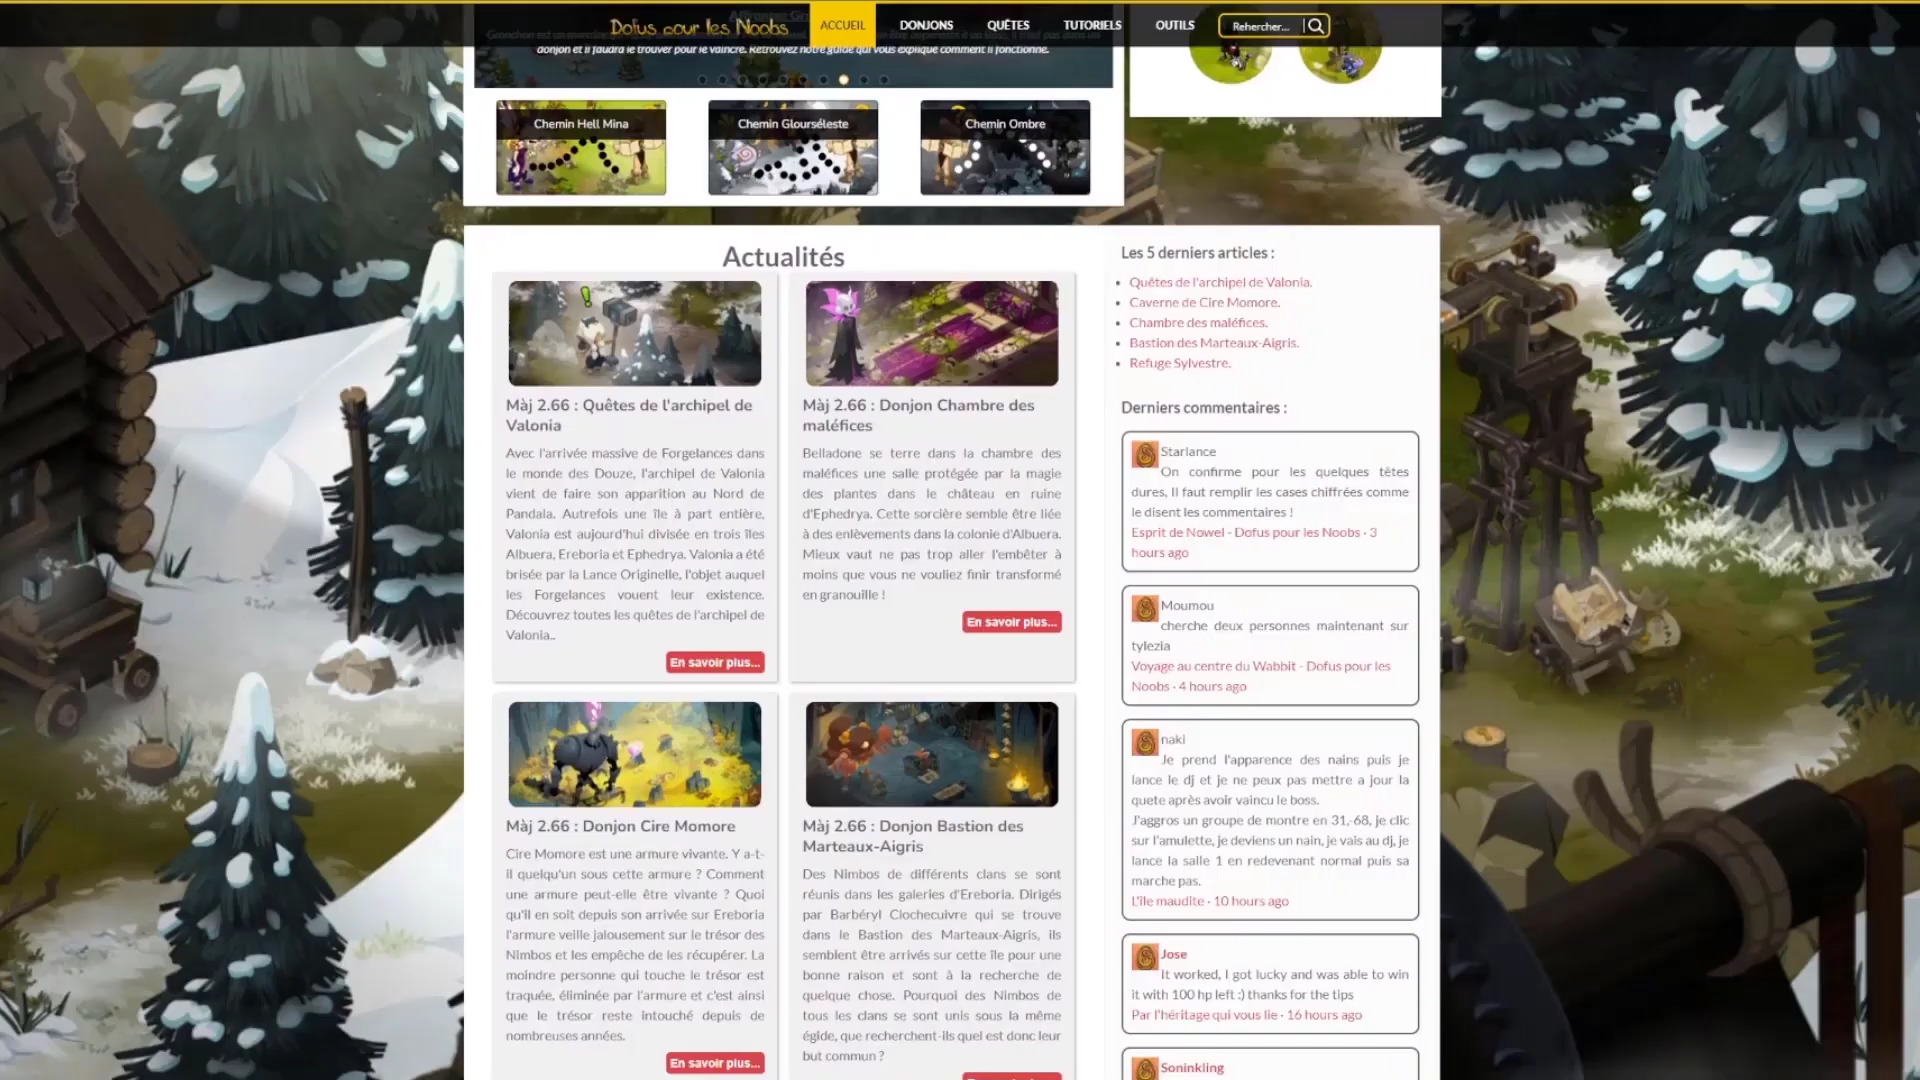 Dofus pour les Noobs
ACCUEIL
DONJONS
QUÊTES
TUTORIELS
OUTILS
Rehercher...
donjon et il faudra le trouver pour le vaincre. Retrouvez notre guide qui vous explique comment il fonctionne.
Chemin Hell Mina
Chemin Glourséleste
Chemin Ombre
Actualités
Màj 2.66 : Quêtes de l'archipel de
Valonia
Avec l'arrivée massive de Forgelances dans
le monde des Douze, l'archipel de Valonia
vient de faire son apparition au Nord de
Pandala. Autrefois une île à part entière,
Valonia est aujourd'hui divisée en trois îles
Albuera, Ereboria et Ephedrya. Valonia a été
brisée par la Lance Originelle, l'objet auquel
les Forgelances vouent leur existence.
Découvrez toutes les quêtes de l'archipel de
Valonia..
En savoir plus...
Màj 2.66 : Donjon Chambre des
maléfices
Belladone se terre dans la chambre des
maléfices une salle protégée par la magie
des plantes dans le château en ruine
d'Ephedrya. Cette sorcière semble être liée
à des enlèvements dans la colonie d'Albuera.
Mieux vaut ne pas trop aller l'embêter à
moins que vous ne vouliez finir transformé
en granouille !
En savoir plus...
Màj 2.66 : Donjon Cire Momore
Cire Momore est une armure vivante. Y a-t-
il quelqu'un sous cette armure ? Comment
une armure peut-elle être vivante ? Quoi
qu'il en soit depuis son arrivée sur Ereboria
l'armure veille jalousement sur le trésor des
Nimbos et les empêche de les récupérer. La
moindre personne qui touche le trésor est
traquée, éliminée par l'armure et c'est ainsi
que le trésor reste intouché depuis de
nombreuses années.
En savoir plus...
Màj 2.66 : Donjon Bastion des
Marteaux-Aigris
Des Nimbos de différents clans se sont
réunis dans les galeries d'Ereboria. Dirigés
par Barbéryl Clochecuivre qui se trouve
dans le Bastion des Marteaux-Aigris, ils
semblent être arrivés sur cette île pour une
bonne raison et sont à la recherche de
quelque chose. Pourquoi des Nimbos de
tous les clans se sont unis sous la même
égide, que recherchent-ils quel est donc leur
but commun ?
Les 5 derniers articles :
Quêtes de l'archipel de Valonia.
Caverne de Cire Momore.
Chambre des maléfices.
Bastion des Marteaux-Aigris.
Refuge Sylvestre.
Derniers commentaires :
Starlance
On confirme pour les quelques têtes
dures, Il faut remplir les cases chiffrées comme
le disent les commentaires !
Esprit de Nowel - Dofus pour les Noobs · 3
hours ago
Moumou
cherche deux personnes maintenant sur
tylezia
Voyage au centre du Wabbit - Dofus pour les
Noobs · 4 hours ago
naki
Je prend l'apparence des nains puis je
lance le dj et je ne peux pas mettre a jour la
quete après avoir vaincu le boss.
J'aggros un groupe de montre en 31,-68, je clic
sur l'amulette, je deviens un nain, je vais au dj, je
lance la salle 1 en redevenant normal puis sa
marche pas.
L'île maudite · 10 hours ago
Jose
It worked, I got lucky and was able to win
it with 100 hp left :) thanks for the tips
Par l'héritage qui vous lie · 16 hours ago
Soninkling